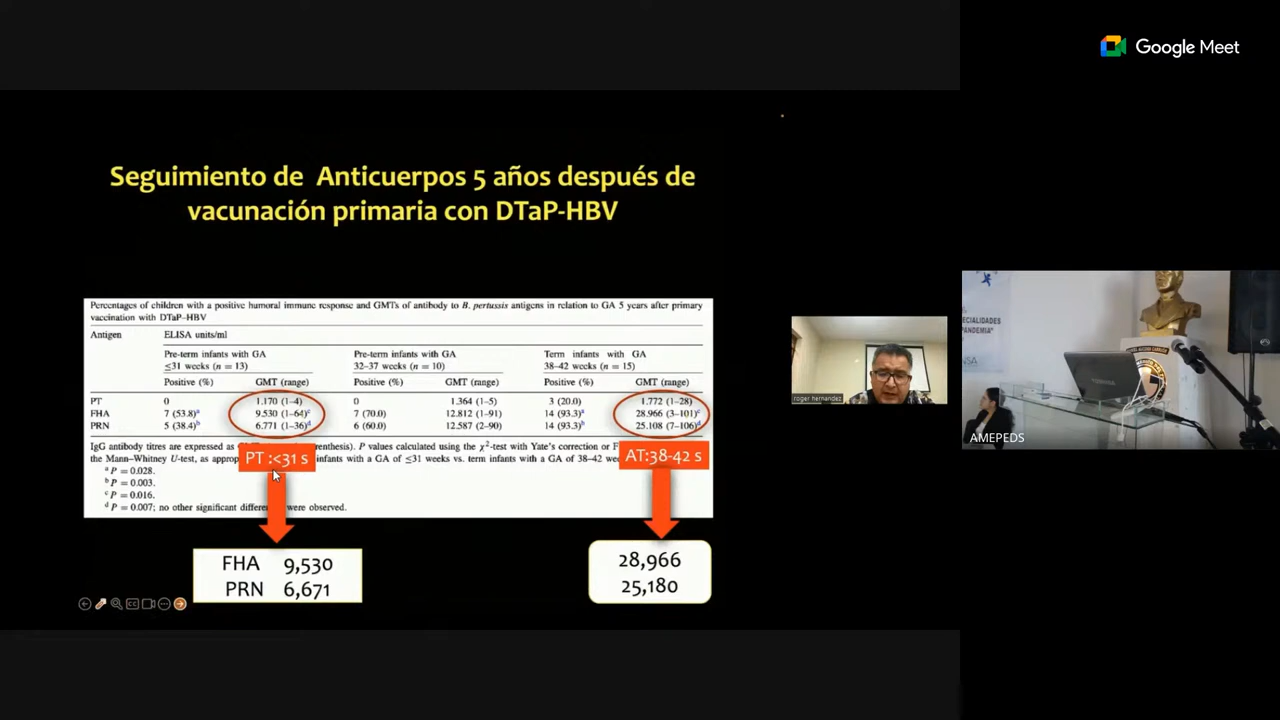 Google Meet
Seguimiento de Anticuerpos 5 años después de
vacunación primaria con DTaP-HBV
Percentages of children with a positive humoral immune response and GMTs of antibody to B. pertussis antigens in relation to GA 5 years after primary
vaccination with DTaP-HBV
Antigen ELISA units/ml
Pre-term infants with GA Pre-term infants with GA Term infants with GA
≤31 weeks (n = 13) 32–37 weeks (n = 10) 38–42 weeks (n = 15)
Positive (%) GMT (range) Positive (%) GMT (range) Positive (%) GMT (range)
PT 0 1.170 (1–4) 0 1.364 (1–5) 3 (20.0) 1.772 (1–28)
FHA 7 (53.8)a 9.530 (1–64)c 7 (70.0) 12.812 (1–91) 14 (93.3)a 28.966 (3–101)c
PRN 5 (38.4)b 6.771 (1–36)d 6 (60.0) 12.587 (2–90) 14 (93.3)b 25.108 (7–106)d
IgG antibody titres are expressed as P values calculated using the χ2-test with Yate's correction or
the Mann–Whitney U-test, as infants with a GA of ≤31 weeks vs. term infants with a GA of 38–42
a P = 0.028.
b P = 0.003.
c P = 0.016.
d P = 0.007; no other significant were observed.
PT :<31 s
AT:38-42 s
FHA 9,530
PRN 6,671
28,966
25,180
roger hernandez
TOSHIBA
AMEPEDS